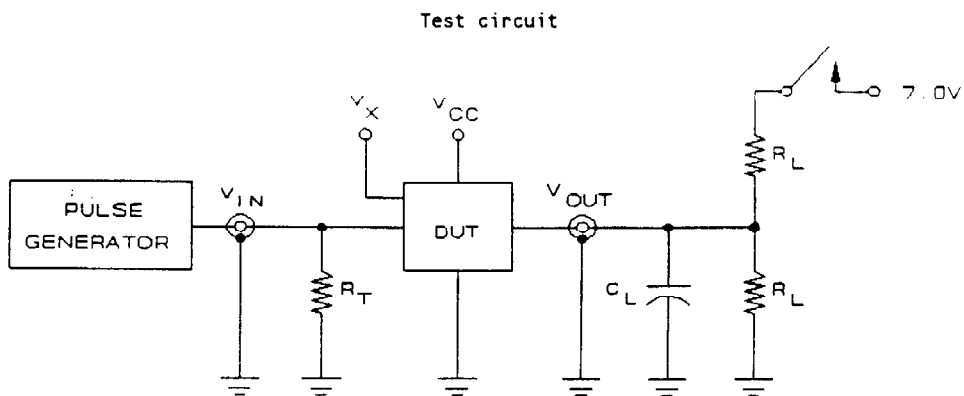 Test circuit
7.0V
V_X
V_CC
R_L
V_IN
V_OUT
PULSE
GENERATOR
DUT
R_T
C_L
R_L